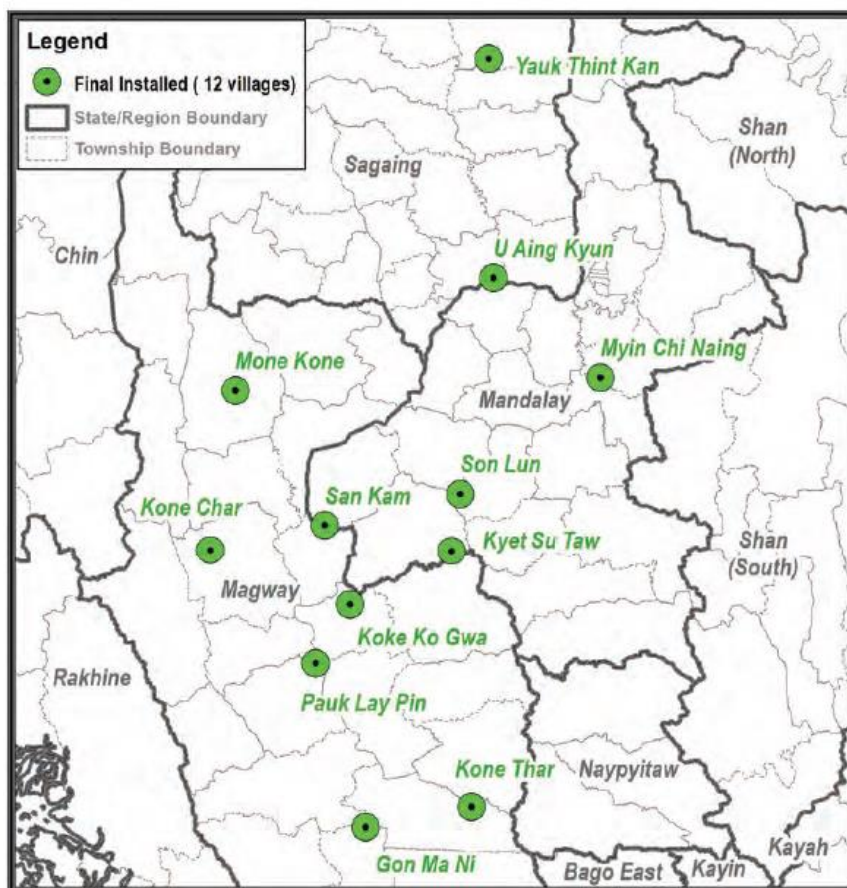 Legend
Final Installed ( 12 villages)
State/Region Boundary
Township Boundary
Yauk Thint Kan
Shan
(North)
Sagaing
Chin
U Aing Kyun
Mone Kone
Myin Chi Naing
Mandalay
Son Lun
San Kam
Kone Char
Kyet Su Taw
Shan
(South)
Magway
Koke Ko Gwa
Rakhine
Pauk Lay Pin
Kone Thar
Naypyitaw
Gon Ma Ni
Bago East
Kayin
Kayah